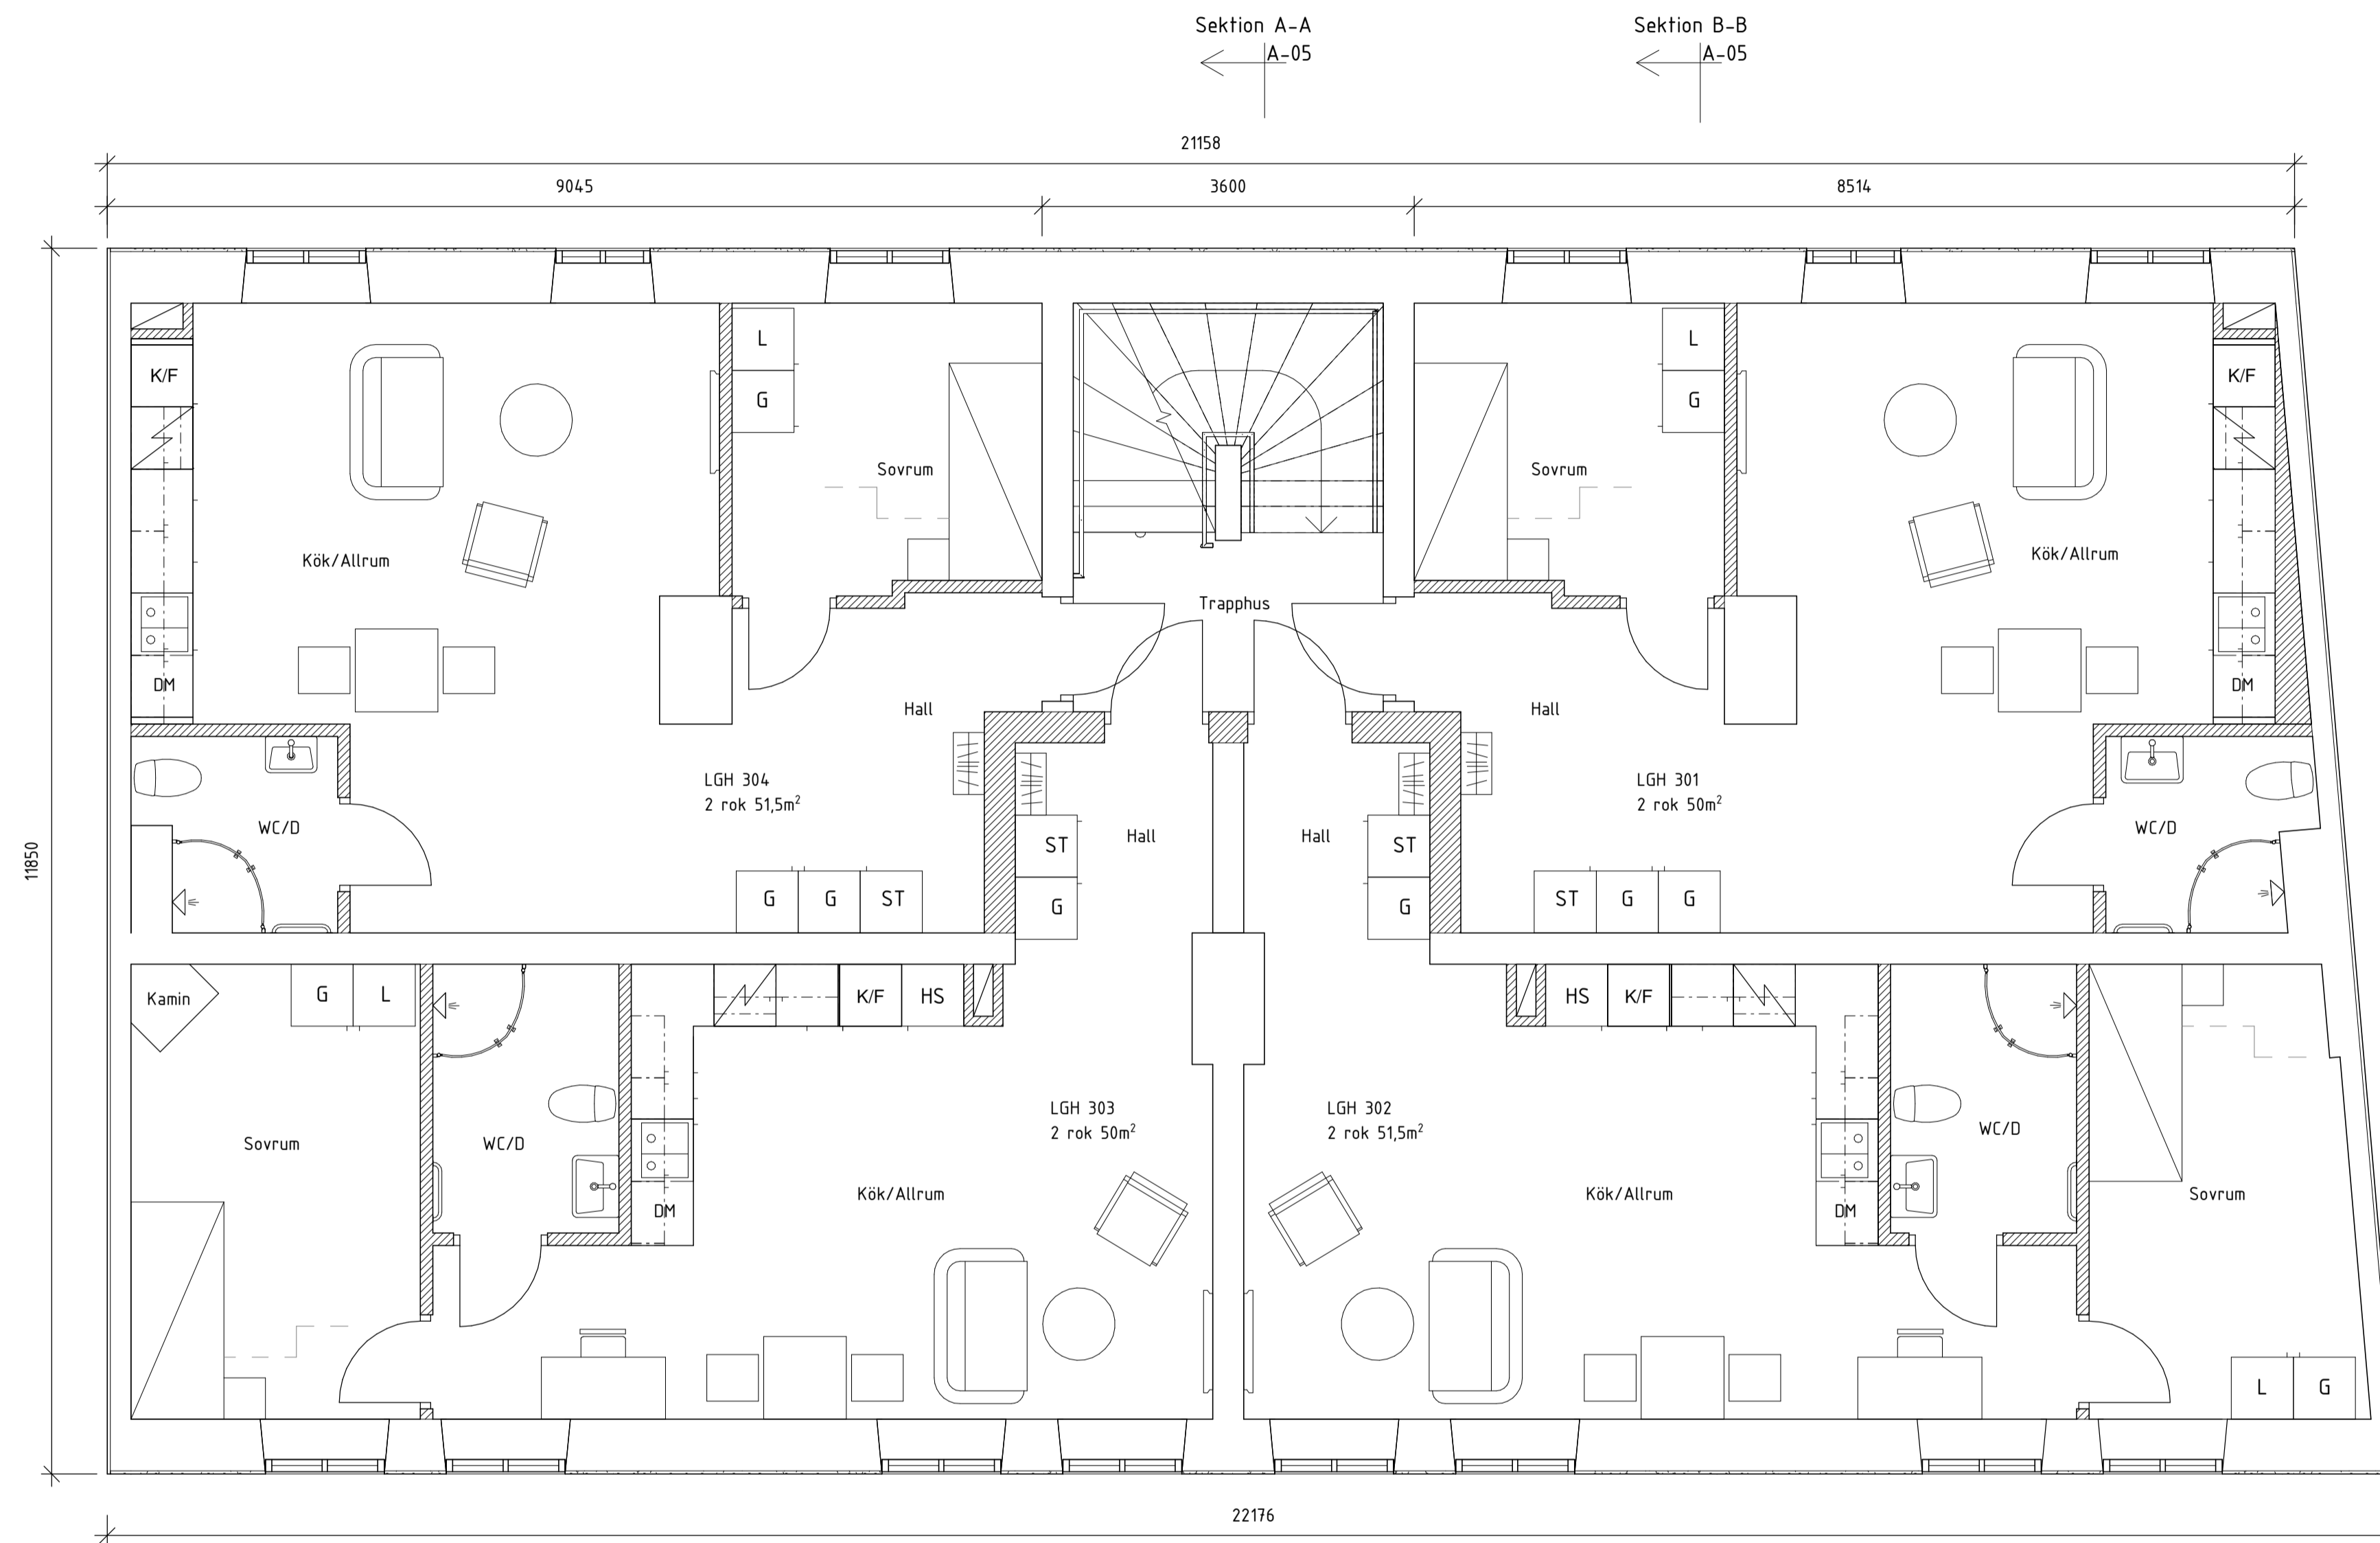 Sektion A-A
A-05
Sektion B-B
A-05
21158
9045
3600
8514
11850
K/F
L
G
Sovrum
Kök/Allrum
DM
Hall
LGH 304
2 rok 51,5m²
WC/D
G
G
ST
Trapphus
L
G
Sovrum
K/F
Kök/Allrum
DM
Hall
LGH 301
2 rok 50m²
WC/D
ST
G
G
Hall
ST
G
Hall
ST
G
Kamin
G
L
K/F
HS
Sovrum
WC/D
DM
Kök/Allrum
LGH 303
2 rok 50m²
HS
K/F
LGH 302
2 rok 51,5m²
Kök/Allrum
DM
WC/D
Sovrum
L
G
22176